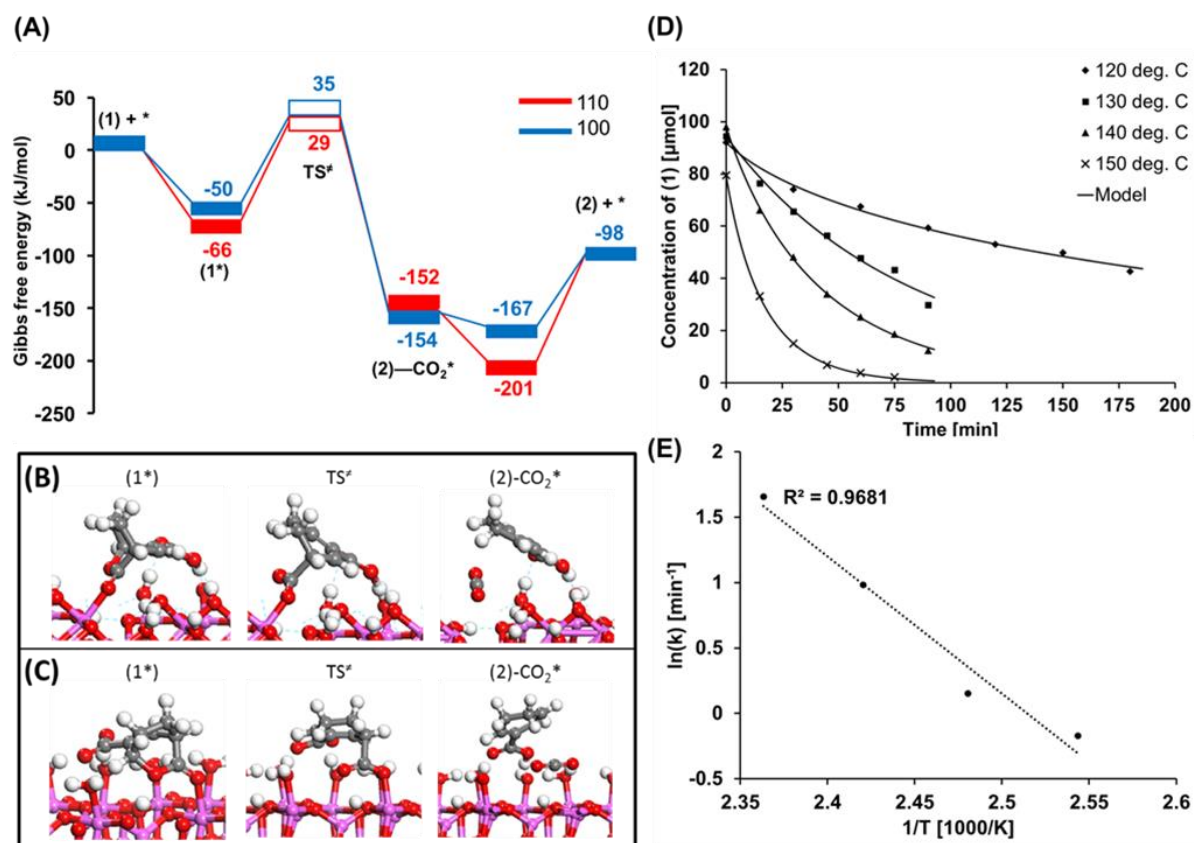 (A)
Gibbs free energy (kJ/mol)
50
0
-50
-100
-150
-200
-250
(1) + *
-50
-66
(1*)
35
29
TS≠
110
100
-152
-154
(2)—CO₂*
-167
-201
(2) + *
-98
(B)
(1*)
TS≠
(2)-CO₂*
(C)
(1*)
TS≠
(2)-CO₂*
(D)
Concentration of (1) [µmol]
120
100
80
60
40
20
0
0 25 50 75 100 125 150 175 200
Time [min]
120 deg. C
130 deg. C
140 deg. C
150 deg. C
Model
(E)
ln(k) [min⁻¹]
2
1.5
1
0.5
0
-0.5
R² = 0.9681
2.35 2.4 2.45 2.5 2.55 2.6
1/T [1000/K]